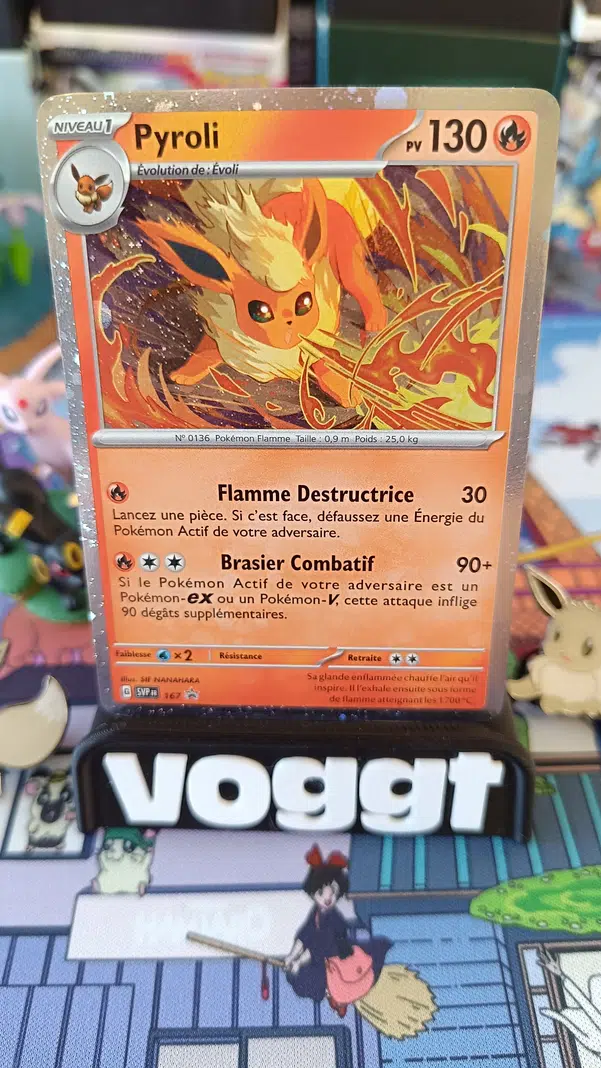 NIVEAU 1
Pyroli
PV 130
Évolution de : Évoli
N° 0136 Pokémon Flamme Taille : 0,9 m Poids : 25,0 kg
Flamme Destructrice 30
Lancez une pièce. Si c'est face, défaussez une Énergie du
Pokémon Actif de votre adversaire.
Brasier Combatif 90+
Si le Pokémon Actif de votre adversaire est un
Pokémon-ex ou un Pokémon-V, cette attaque inflige
90 dégâts supplémentaires.
Faiblesse ×2 Résistance Retraite
Illus. SIE NANAHARA
G SVP FR 167
Sa glande enflammée chauffe l'air qu'il
inspire. Il l'exhale ensuite sous forme
de flamme atteignant les 1 700 °C.
voggt